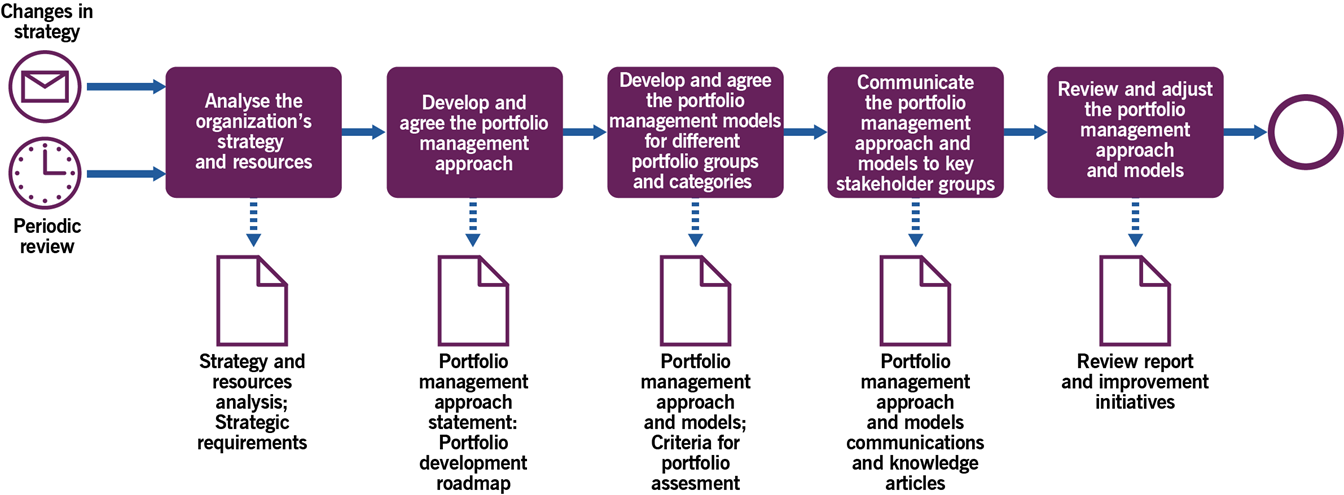 Changes in
strategy
Periodic
review
Analyse the
organization's
strategy
and resources
Develop and
agree the portfolio
management
approach
Develop and agree
the portfolio
management models
for different
portfolio groups
and categories
Communicate
the portfolio
management
approach and
models to key
stakeholder groups
Review and adjust
the portfolio
management
approach
and models
Strategy and
resources
analysis;
Strategic
requirements
Portfolio
management
approach
statement:
Portfolio
development
roadmap
Portfolio
management
approach
and models;
Criteria for
portfolio
assesment
Portfolio
management
approach
and models
communications
and knowledge
articles
Review report
and improvement
initiatives